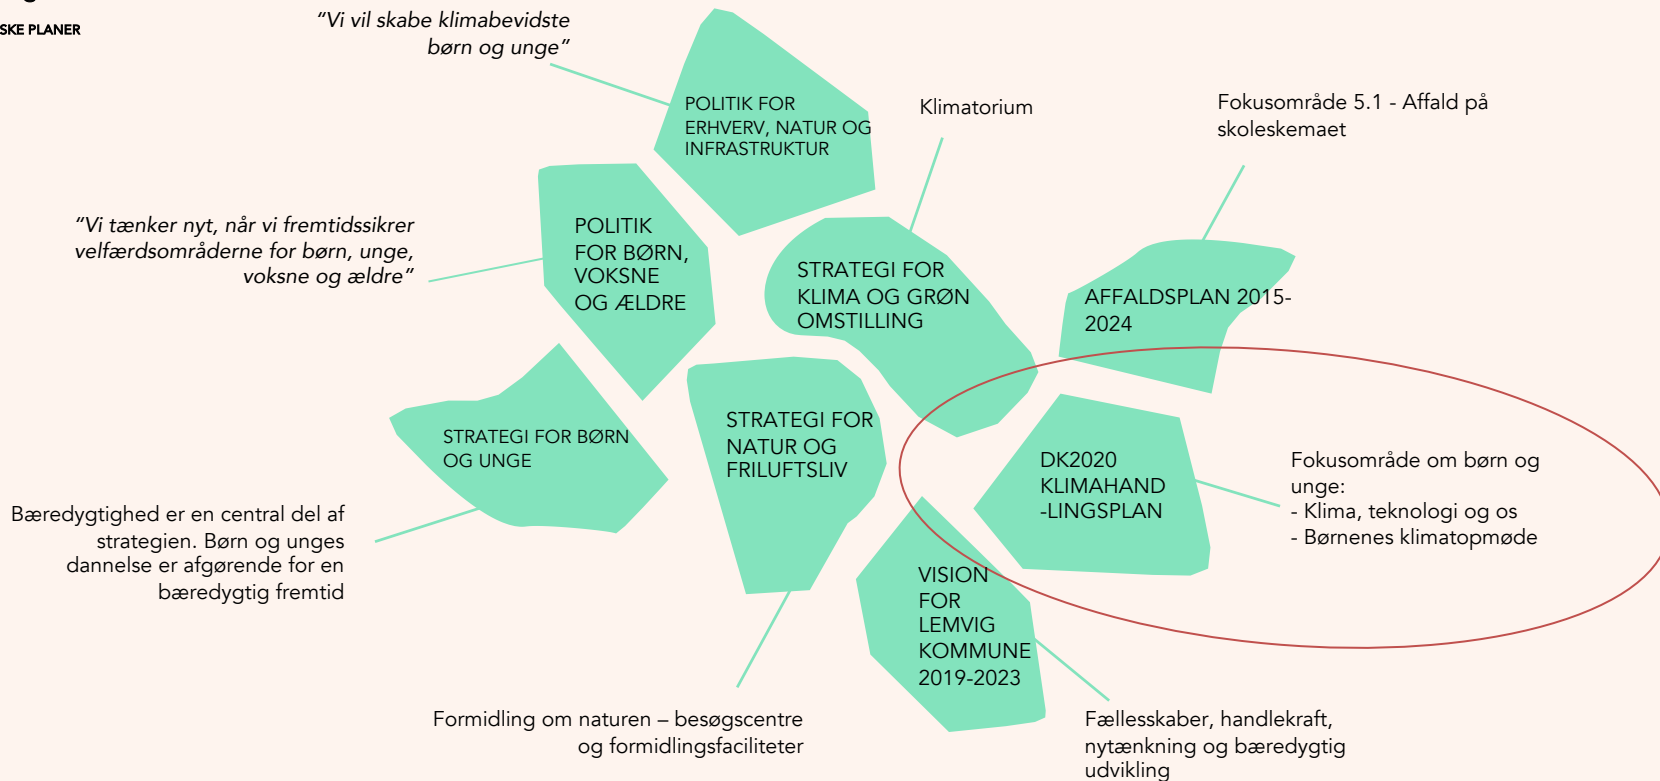 SKE PLANER
"Vi vil skabe klimabevidste
børn og unge"
POLITIK FOR
ERHVERV, NATUR OG
INFRASTRUKTUR
Klimatorium
Fokusområde 5.1 - Affald på
skoleskemaet
"Vi tænker nyt, når vi fremtidssikrer
velfærdsområderne for børn, unge,
voksne og ældre"
POLITIK
FOR BØRN,
VOKSNE
OG ÆLDRE
STRATEGI FOR
KLIMA OG GRØN
OMSTILLING
AFFALDSPLAN 2015-
2024
STRATEGI FOR BØRN
OG UNGE
STRATEGI FOR
NATUR OG
FRILUFTSLIV
DK2020
KLIMAHAND
-LINGSPLAN
Fokusområde om børn og
unge:
- Klima, teknologi og os
- Børnenes klimatopmøde
Bæredygtighed er en central del af
strategien. Børn og unges
dannelse er afgørende for en
bæredygtig fremtid
VISION
FOR
LEMVIG
KOMMUNE
2019-2023
Formidling om naturen – besøgscentre
og formidlingsfaciliteter
Fællesskaber, handlekraft,
nytænkning og bæredygtig
udvikling